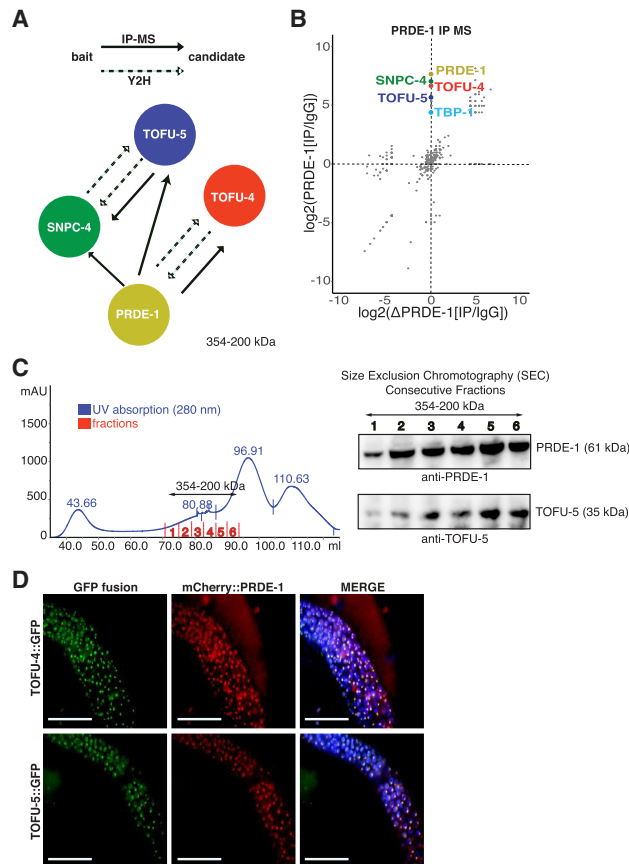 A
IP-MS
bait
candidate
Y2H
TOFU-5
TOFU-4
SNPC-4
PRDE-1
354-200 kDa
B
PRDE-1 IP MS
10
PRDE-1
SNPC-4
TOFU-4
TOFU-5
TBP-1
5
0
-5
-10
log2(PRDE-1[IP/IgG])
-10 -5 0 5 10
log2(ΔPRDE-1[IP/IgG])
C
mAU
1500
1000
500
0
UV absorption (280 nm)
fractions
96.91
354-200 kDa
110.63
43.66
80.88
1 2 3 4 5 6
40.0 60.0 70.0 80.0 90.0 100.0 ml
Size Exclusion Chromotography (SEC)
Consecutive Fractions
354-200 kDa
1 2 3 4 5 6
PRDE-1 (61 kDa)
anti-PRDE-1
TOFU-5 (35 kDa)
anti-TOFU-5
D
GFP fusion mCherry::PRDE-1 MERGE
TOFU-4::GFP
TOFU-5::GFP